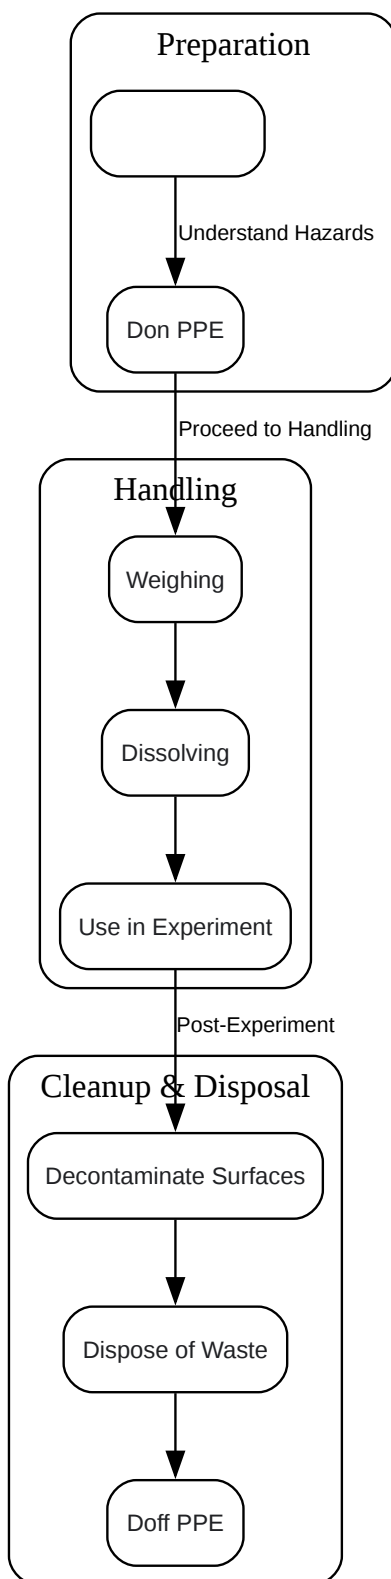 Preparation
Understand Hazards
Don PPE
Proceed to Handling
Handling
Weighing
Dissolving
Use in Experiment
Post-Experiment
Cleanup & Disposal
Decontaminate Surfaces
Dispose of Waste
Doff PPE